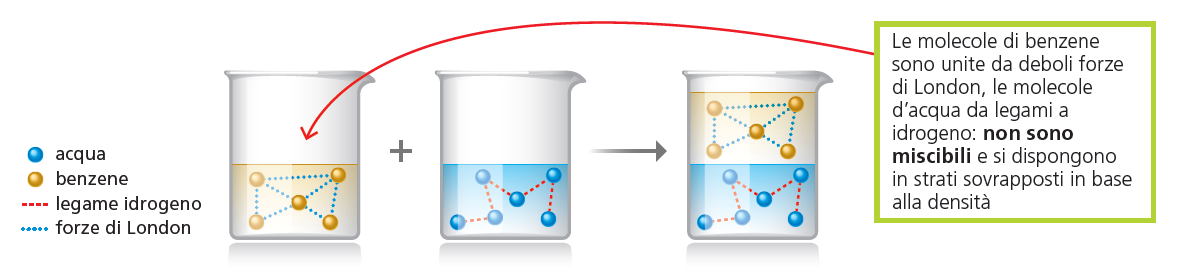 Le molecole di benzene
sono unite da deboli forze
di London, le molecole
d'acqua da legami a
idrogeno: non sono
miscibili e si dispongono
in strati sovrapposti in base
alla densità
acqua
benzene
legame idrogeno
forze di London
+